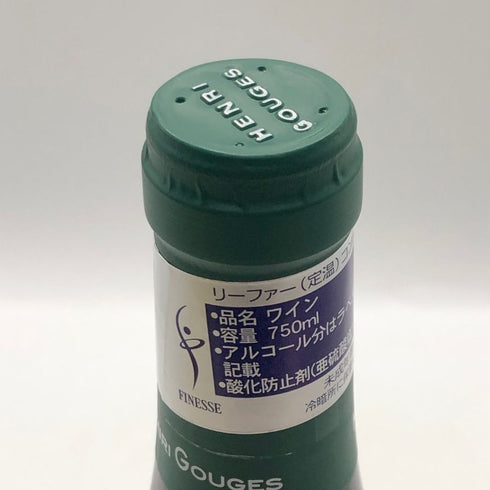 HENRI
GOUGES
リーファー(定温)コン
•品名 ワイン
•容量 750ml
•アルコール分はラベ
記載
•酸化防止剤(亜硫酸
FINESSE
冷暗所に
GOUGES